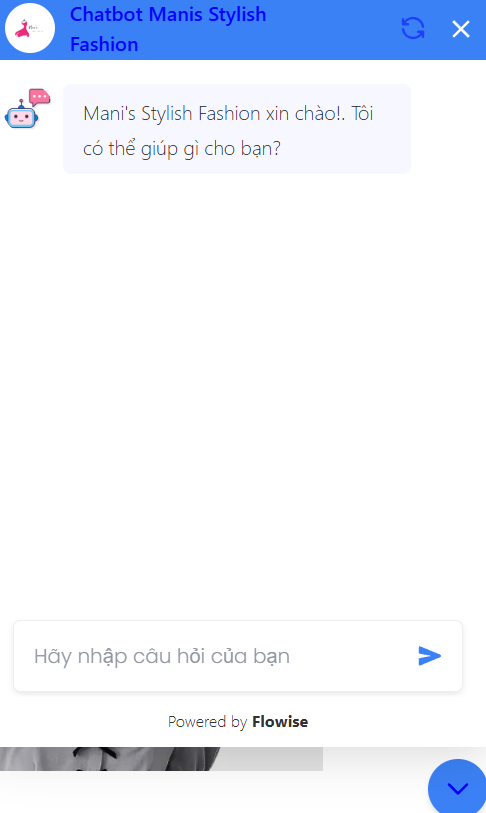 Chatbot Manis Stylish
Fashion
Mani's Stylish Fashion xin chào!. Tôi
có thể giúp gì cho bạn?
Hãy nhập câu hỏi của bạn
Powered by Flowise